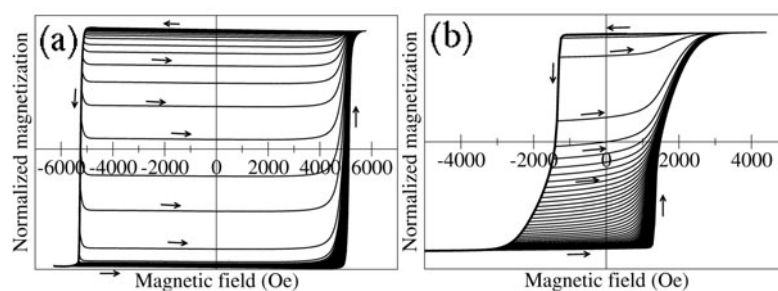 (a)
Normalized magnetization
-6000 -4000 -2000 0 2000 4000 6000
Magnetic field (Oe)
(b)
Normalized magnetization
-4000 -2000 0 2000 4000
Magnetic field (Oe)